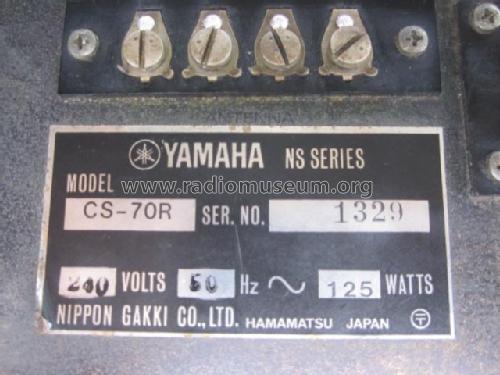 ANTENNA
YAMAHA NS SERIES
MODEL
CS-70R SER. NO. 1329
www.radiomuseum.org
240 VOLTS 50 Hz ~ 125 WATTS
NIPPON GAKKI CO., LTD. HAMAMATSU JAPAN